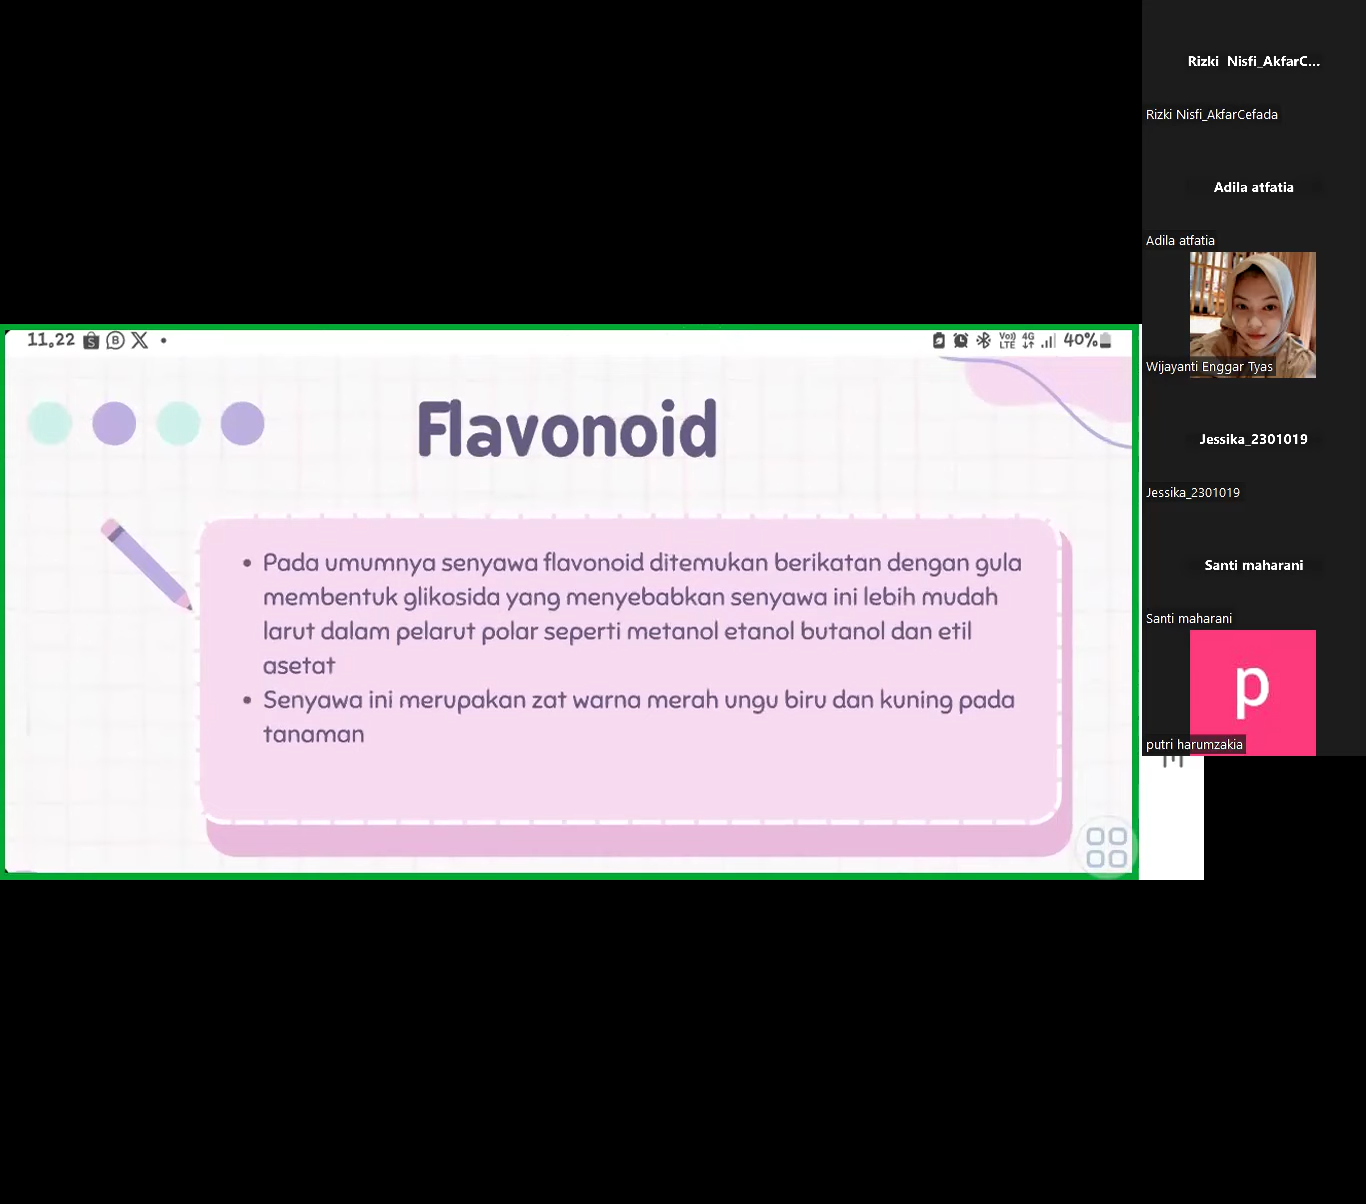 Rizki Nisfi_AkfarC...
Rizki Nisfi_AkfarCefada
Adila atfatia
Adila atfatia
Wijayanti Enggar Tyas
Jessika_2301019
Jessika_2301019
Santi maharani
Santi maharani
p
putri harumzakia
11.22 S B X • Vo)) LTE 4G 40%
Flavonoid
• Pada umumnya senyawa flavonoid ditemukan berikatan dengan gula
membentuk glikosida yang menyebabkan senyawa ini lebih mudah
larut dalam pelarut polar seperti metanol etanol butanol dan etil
asetat
• Senyawa ini merupakan zat warna merah ungu biru dan kuning pada
tanaman